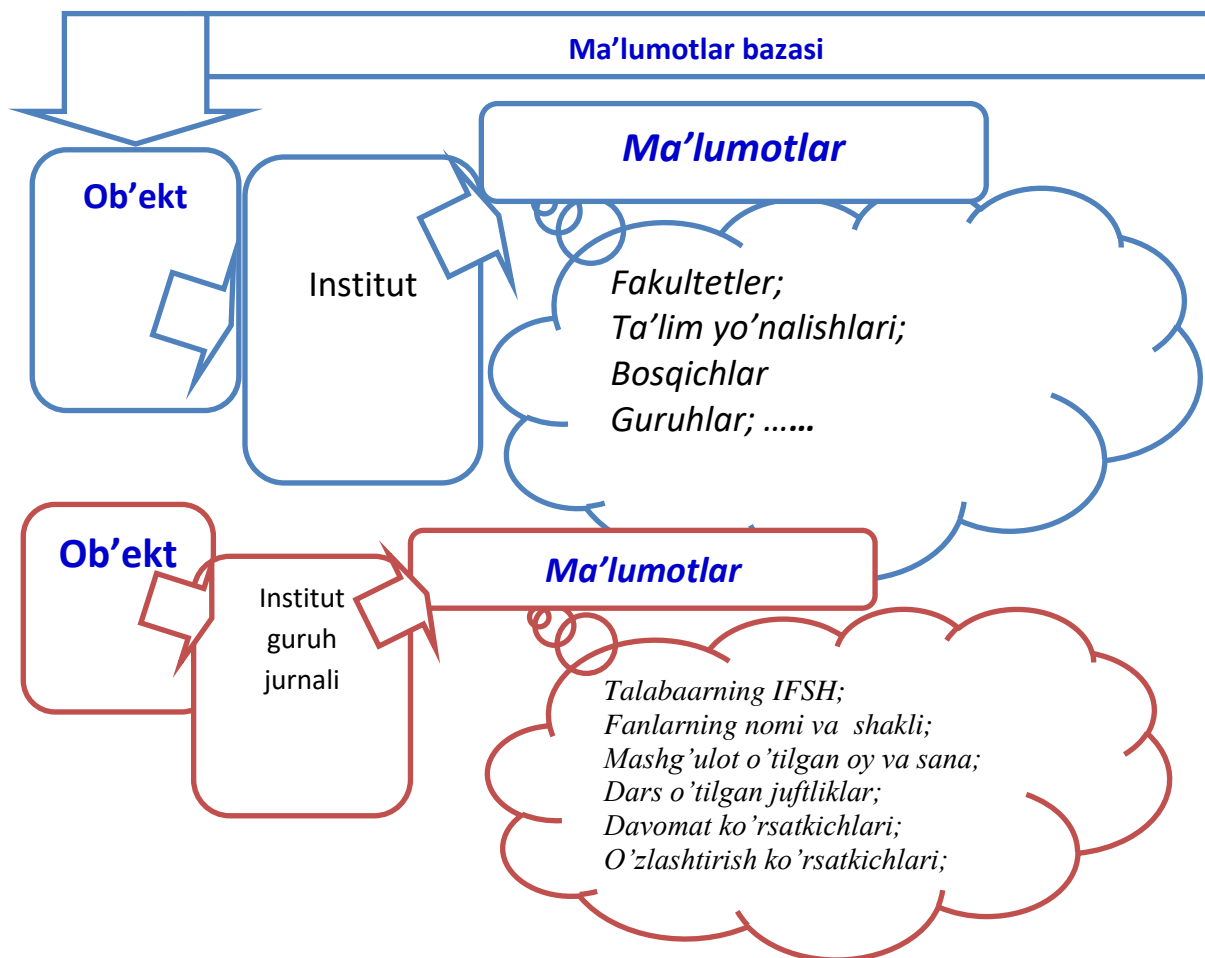 Ma’lumotlar bazasi
Ma’lumotlar
Ob’ekt
Institut
Fakultetler;
Ta’lim yo’nalishlari;
Bosqichlar
Guruhlar; ……
Ob’ekt
Ma’lumotlar
Institut
guruh
jurnali
Talabaarning IFSH;
Fanlarning nomi va  shakli;
Mashg’ulot o’tilgan oy va sana;
Dars o’tilgan juftliklar;
Davomat ko’rsatkichlari;
O’zlashtirish ko’rsatkichlari;